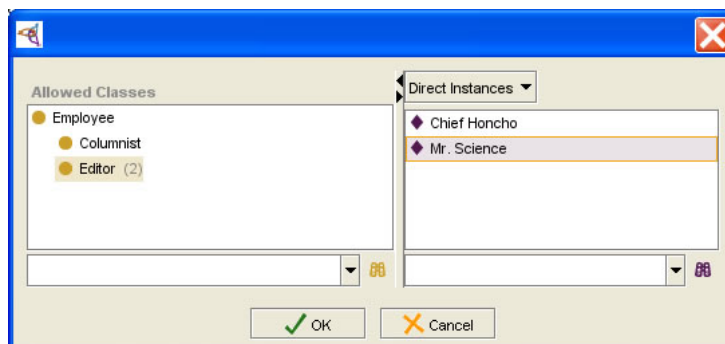 Allowed Classes
Employee
Columnist
Editor (2)
Direct Instances
Chief Honcho
Mr. Science
OK
Cancel